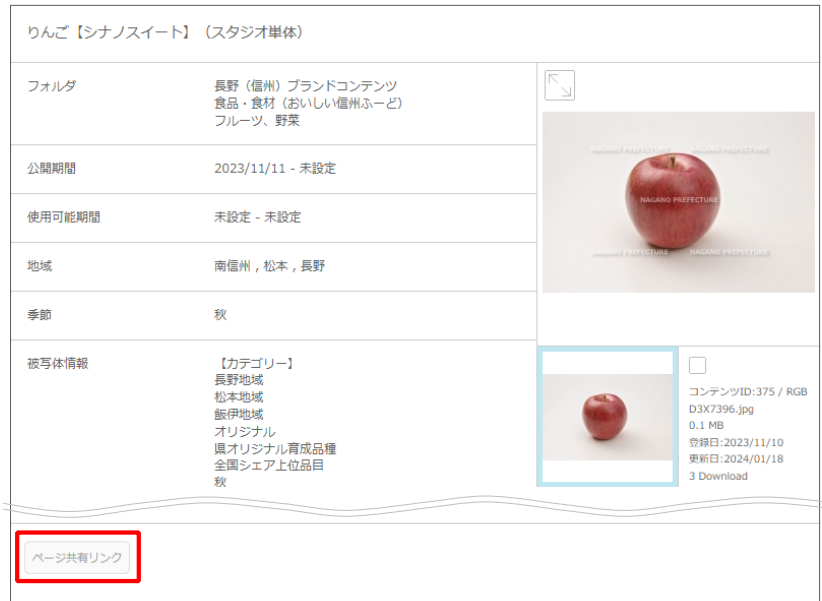 りんご【シナノスイート】（スタジオ単体）
フォルダ
長野（信州）ブランドコンテンツ
食品・食材（おいしい信州ふーど）
フルーツ、野菜
公開期間
2023/11/11 - 未設定
使用可能期間
未設定 - 未設定
地域
南信州 , 松本 , 長野
季節
秋
被写体情報
【カテゴリー】
長野地域
松本地域
飯伊地域
オリジナル
県オリジナル育成品種
全国シェア上位品目
秋
NAGANO PREFECTURE NAGANO PREFECTURE
NAGANO PREFECTURE
NAGANO PREFECTURE NAGANO PREFECTURE
コンテンツID:375 / RGB
D3X7396.jpg
0.1 MB
登録日:2023/11/10
更新日:2024/01/18
3 Download
ページ共有リンク